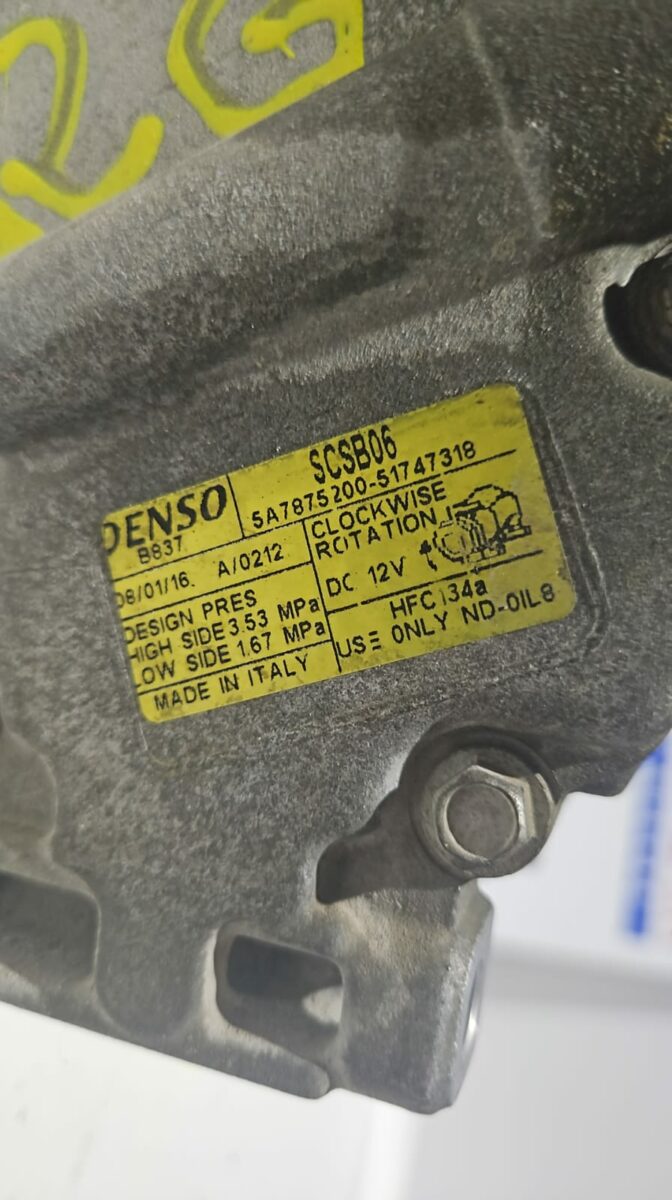 RG
DENSO
B837
SCSB06
5A7875200-51747318
08/01/16. A/0212
CLOCKWISE
ROTATION
DC 12V
DESIGN PRES
HIGH SIDE 3.53 MPa
LOW SIDE 1.67 MPa
HFC134a
USE ONLY ND-OIL8
MADE IN ITALY